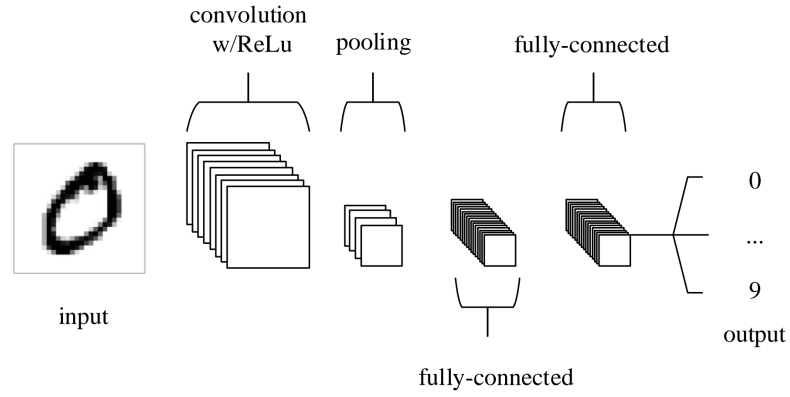 convolution
w/ReLu
pooling
fully-connected
input
fully-connected
0
...
9
output